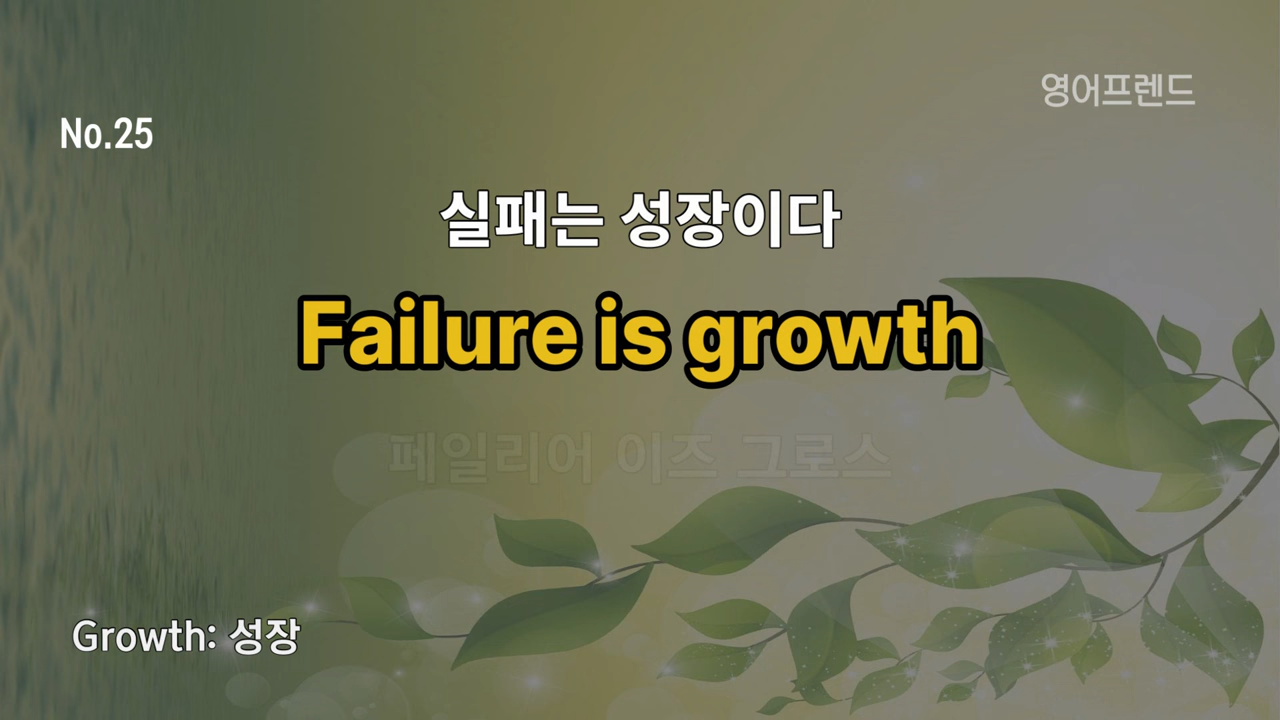 영어프렌드
No.25
실패는 성장이다
Failure is growth
페일리어 이즈 그로스
Growth: 성장